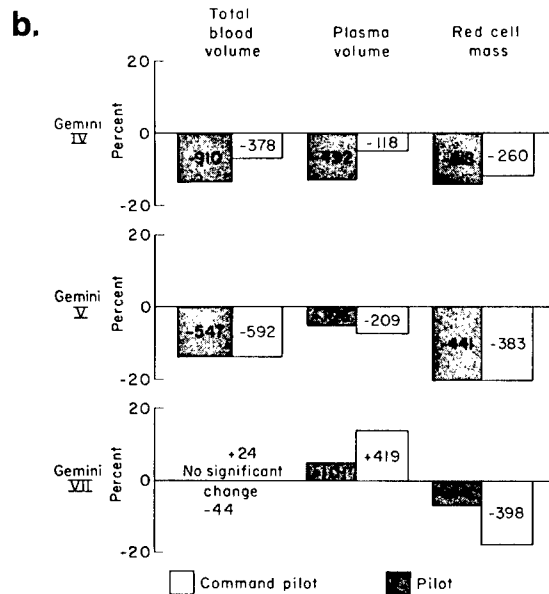 b.
Total blood volume
Plasma volume
Red cell mass
Gemini IV
Percent
20
0
-20
-910
-378
-492
-118
-260
Gemini V
Percent
20
0
-20
-547
-592
-209
-441
-383
Gemini VII
Percent
20
0
-20
+24
No significant
change
-44
+419
-398
Command pilot
Pilot